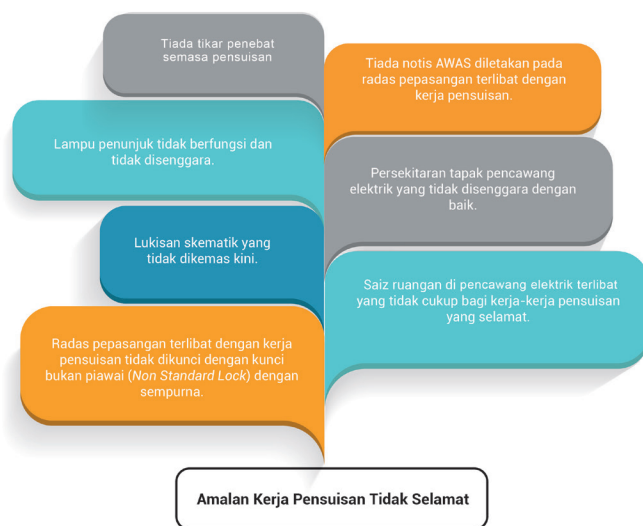 Tiada tikar penebat
semasa pensuisan
Tiada notis AWAS diletakan pada
radas pepasangan terlibat dengan
kerja pensuisan.
Lampu penunjuk tidak berfungsi dan
tidak disenggara.
Persekitaran tapak pencawang
elektrik yang tidak disenggara dengan
baik.
Lukisan skematik yang
tidak dikemas kini.
Saiz ruangan di pencawang elektrik terlibat
yang tidak cukup bagi kerja-kerja pensuisan
yang selamat.
Radas pepasangan terlibat dengan kerja
pensuisan tidak dikunci dengan kunci
bukan piawai (Non Standard Lock) dengan
sempurna.
Amalan Kerja Pensuisan Tidak Selamat